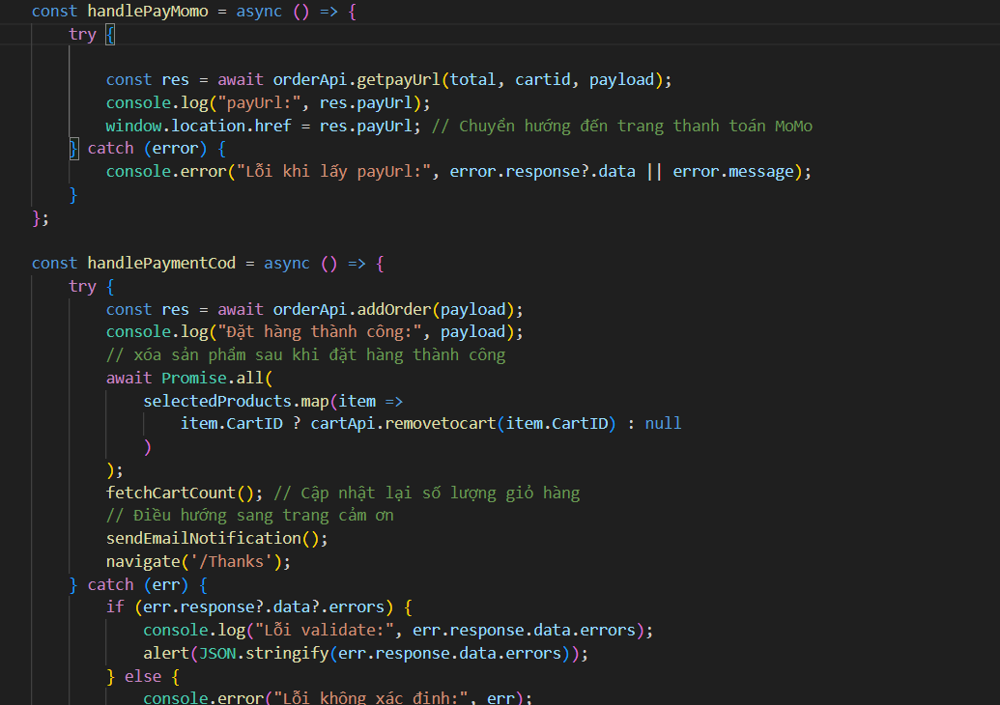 const handlePayMomo = async () => {
try {
const res = await orderApi.getpayUrl(total, cartid, payload);
console.log("payUrl:", res.payUrl);
window.location.href = res.payUrl; // Chuyển hướng đến trang thanh toán MoMo
} catch (error) {
console.error("Lỗi khi lấy payUrl:", error.response?.data || error.message);
}
};
const handlePaymentCod = async () => {
try {
const res = await orderApi.addOrder(payload);
console.log("Đặt hàng thành công:", payload);
// xóa sản phẩm sau khi đặt hàng thành công
await Promise.all(
selectedProducts.map(item =>
item.CartID ? cartApi.removetocart(item.CartID) : null
)
);
fetchCartCount(); // Cập nhật lại số lượng giỏ hàng
// Điều hướng sang trang cảm ơn
sendEmailNotification();
navigate('/Thanks');
} catch (err) {
if (err.response?.data?.errors) {
console.log("Lỗi validate:", err.response.data.errors);
alert(JSON.stringify(err.response.data.errors));
} else {
console.error("Lỗi không xác định:", err);